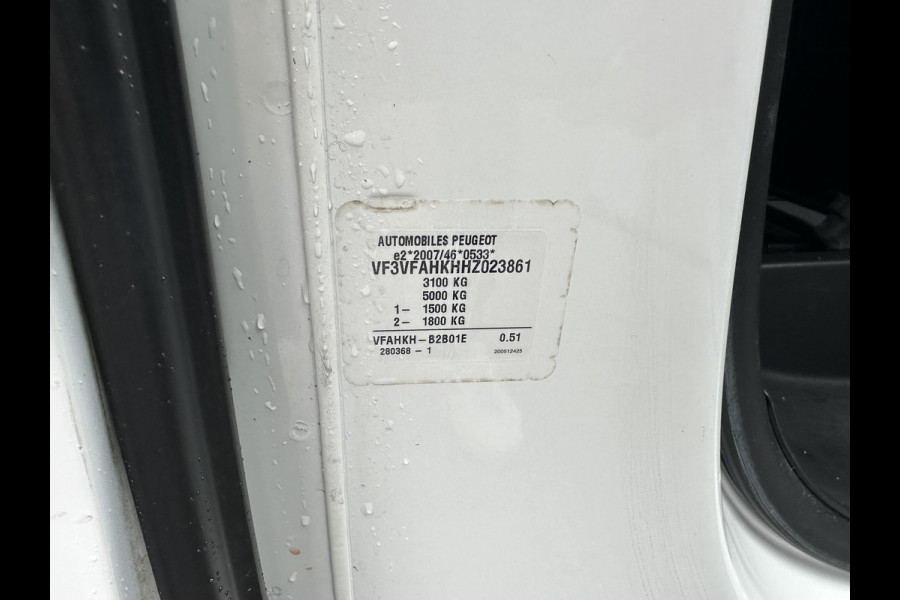 AUTOMOBILES PEUGEOT
e2*2007/46*0533*
VF3VFAHKHHZ023861
3100 KG
5000 KG
1- 1500 KG
2- 1800 KG
VFAHKH-B2B01E 0.51
280368 - 1 200512425